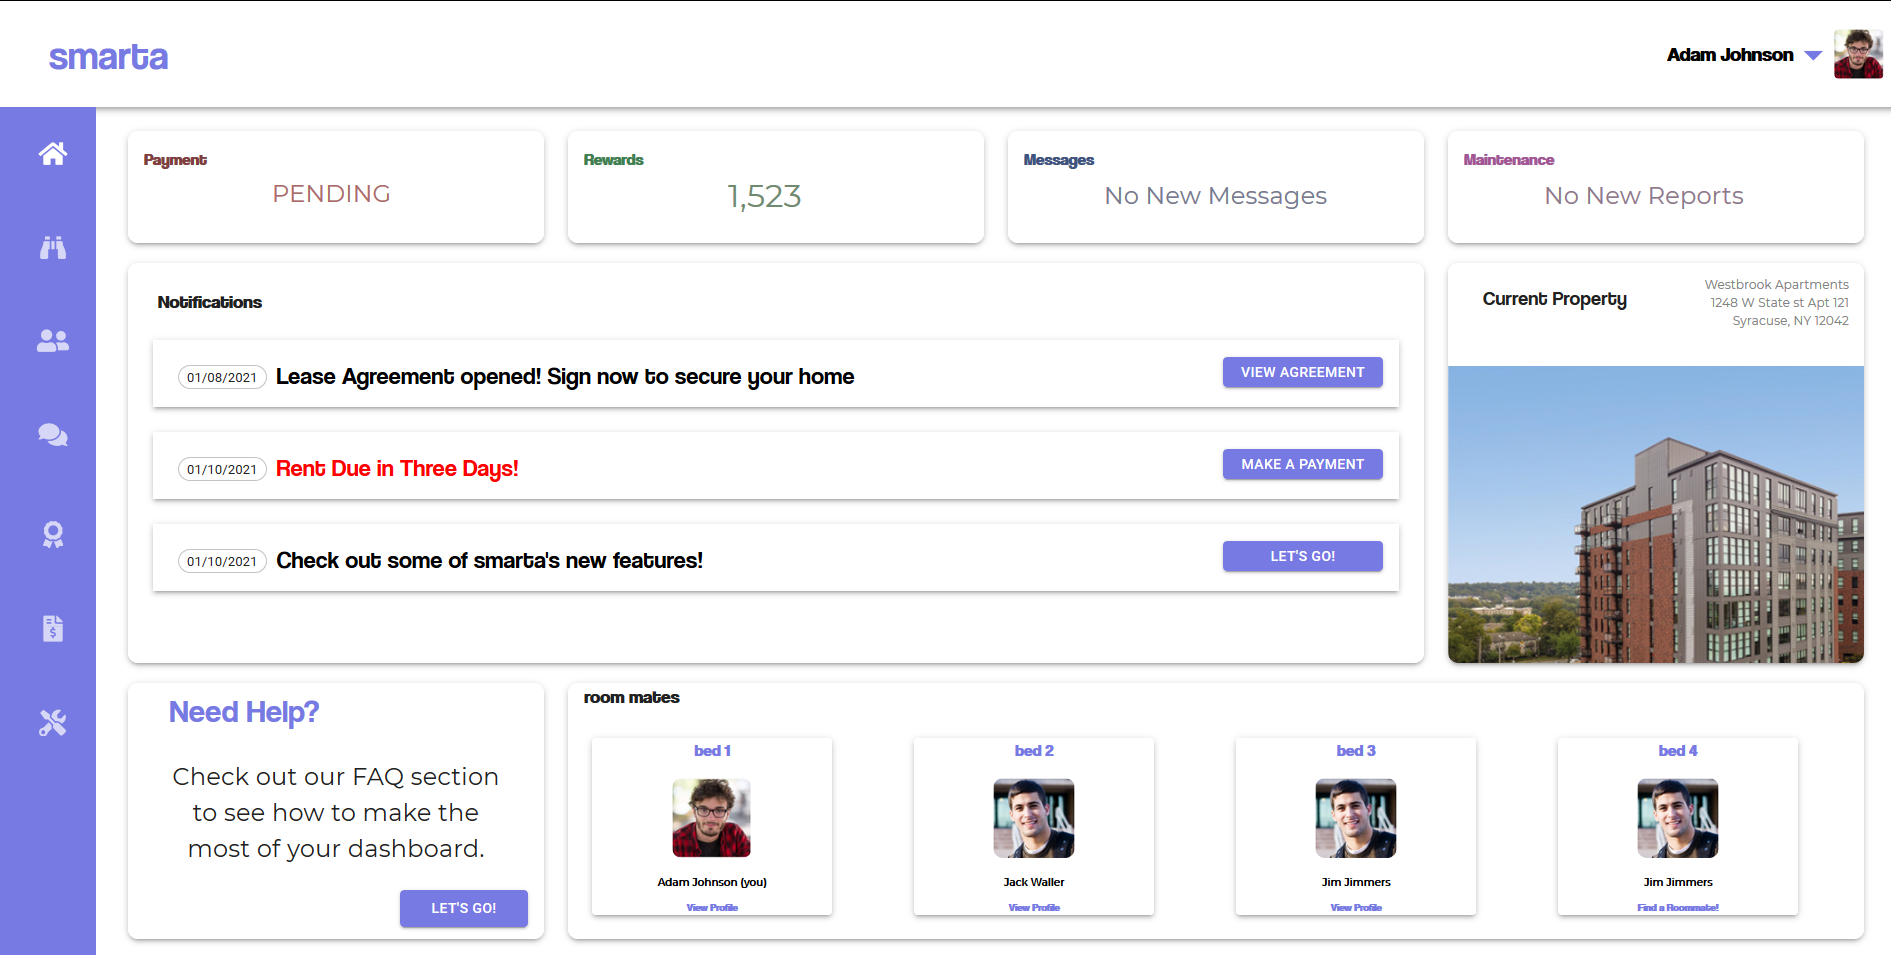 smarta
Adam Johnson
Payment
PENDING
Rewards
1,523
Messages
No New Messages
Maintenance
No New Reports
Notifications
01/08/2021 Lease Agreement opened! Sign now to secure your home VIEW AGREEMENT
01/10/2021 Rent Due in Three Days! MAKE A PAYMENT
01/10/2021 Check out some of smarta's new features! LET'S GO!
Current Property
Westbrook Apartments
1248 W State st Apt 121
Syracuse, NY 12042
Need Help?
Check out our FAQ section
to see how to make the
most of your dashboard.
LET'S GO!
room mates
bed 1
Adam Johnson (you)
View Profile
bed 2
Jack Waller
View Profile
bed 3
Jim Jimmers
View Profile
bed 4
Jim Jimmers
Find a Roommate!